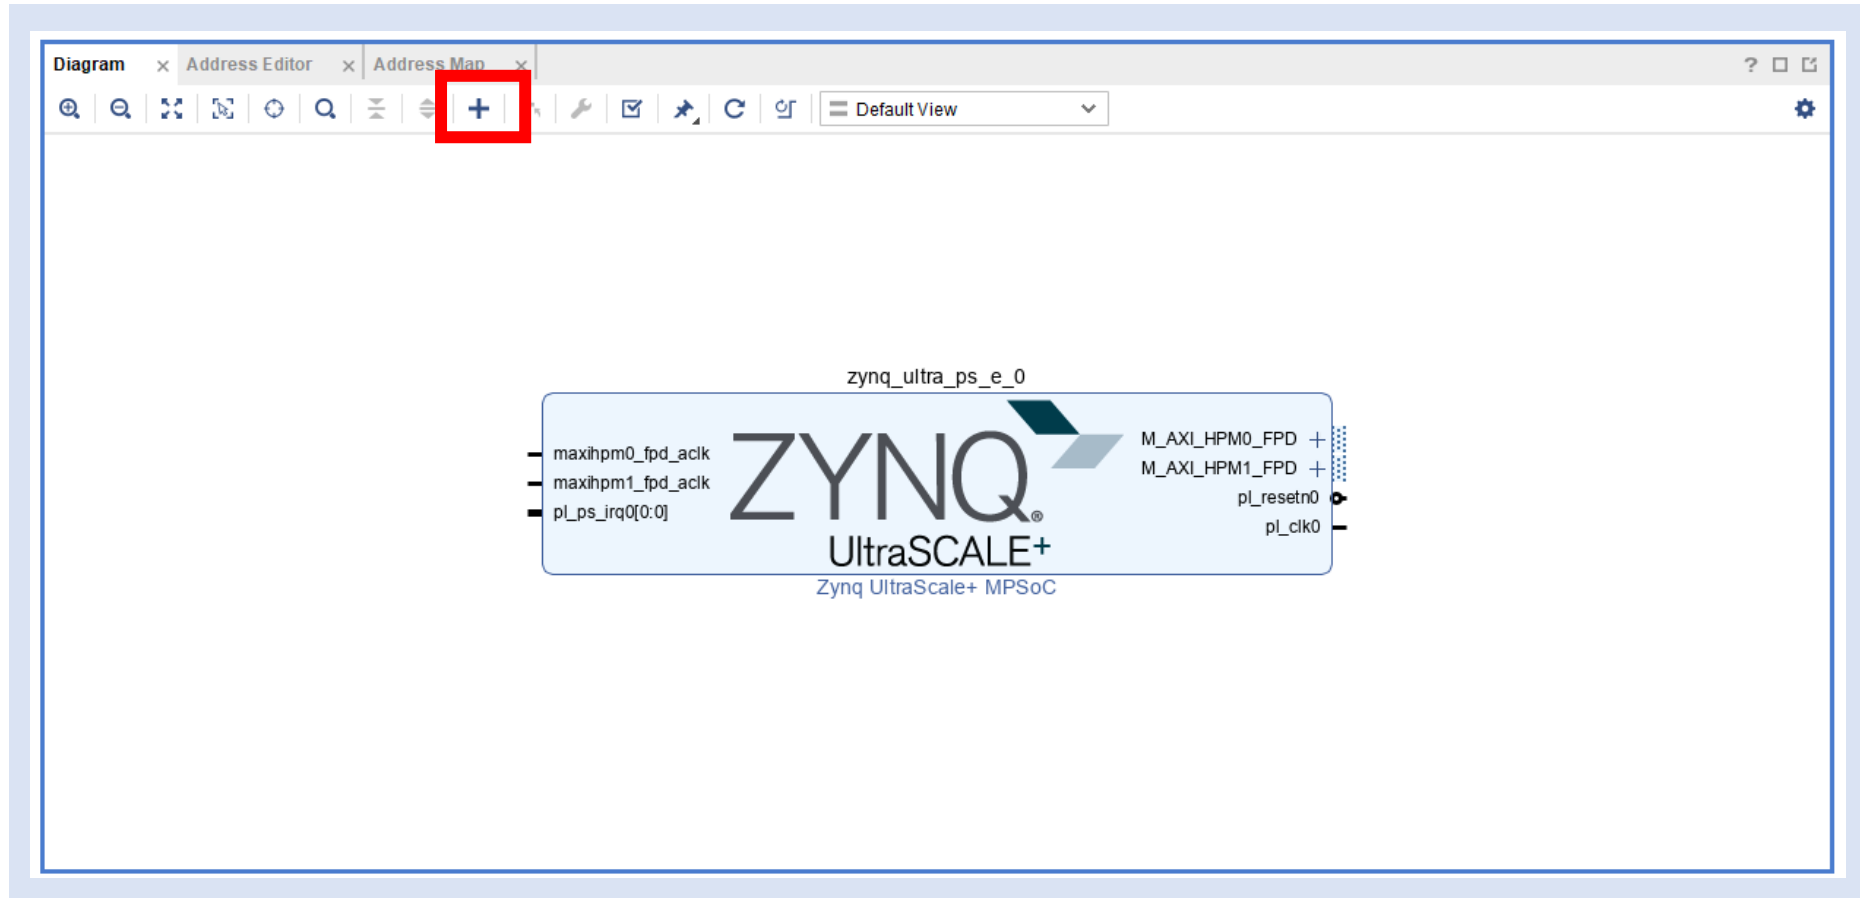 Diagram
Address Editor
Address Map
?
Default View
zynq_ultra_ps_e_0
maxihpm0_fpd_aclk
maxihpm1_fpd_aclk
pl_ps_irq0[0:0]
ZYNQ®
UltraSCALE+
M_AXI_HPM0_FPD
M_AXI_HPM1_FPD
pl_resetn0
pl_clk0
Zynq UltraScale+ MPSoC